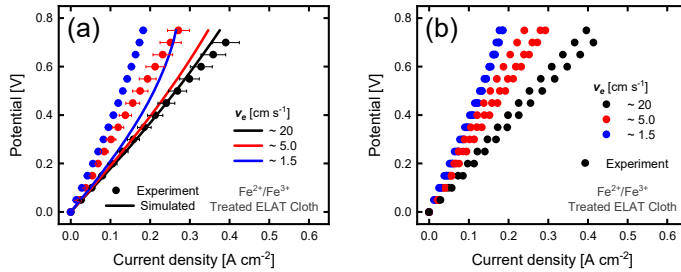 (a)
Potential [V]
0.8
0.6
0.4
0.2
0.0
vₑ [cm s⁻¹]
~ 20
~ 5.0
~ 1.5
Experiment
Simulated
Fe²⁺/Fe³⁺
Treated ELAT Cloth
0.0 0.1 0.2 0.3 0.4 0.5 0.6
Current density [A cm⁻²]
(b)
Potential [V]
0.8
0.6
0.4
0.2
0.0
vₑ [cm s⁻¹]
~ 20
~ 5.0
~ 1.5
Experiment
Fe²⁺/Fe³⁺
Treated ELAT Cloth
0.0 0.1 0.2 0.3 0.4 0.5 0.6
Current density [A cm⁻²]